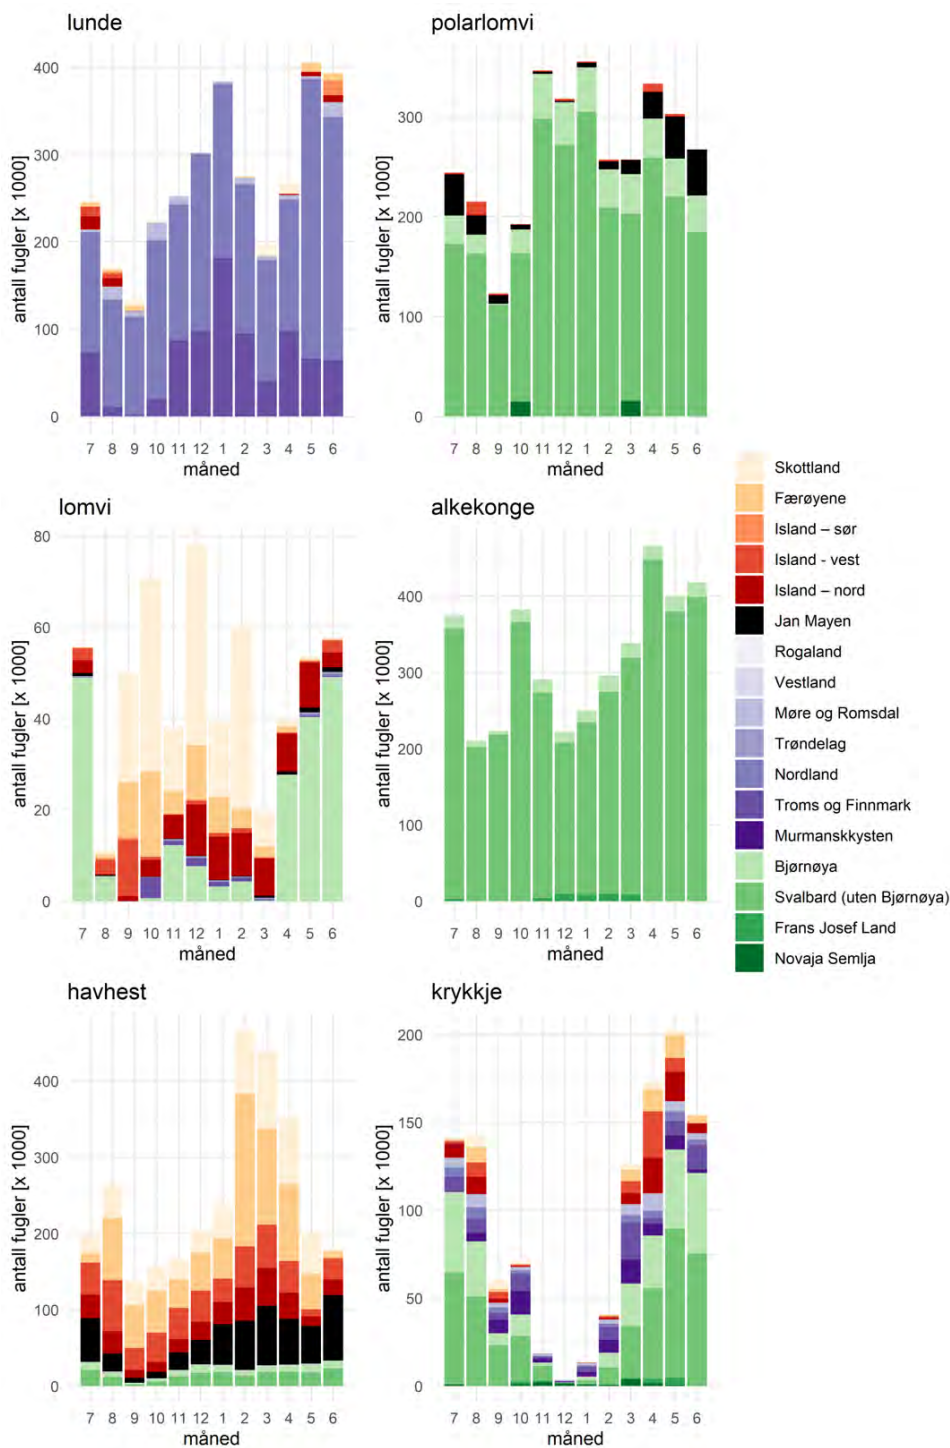 lunde
antall fugler [x 1000]
400
300
200
100
0
7 8 9 10 11 12 1 2 3 4 5 6
måned
polarlomvi
antall fugler [x 1000]
300
200
100
0
7 8 9 10 11 12 1 2 3 4 5 6
måned
lomvi
antall fugler [x 1000]
80
60
40
20
0
7 8 9 10 11 12 1 2 3 4 5 6
måned
alkekonge
antall fugler [x 1000]
400
300
200
100
0
7 8 9 10 11 12 1 2 3 4 5 6
måned
havhest
antall fugler [x 1000]
400
300
200
100
0
7 8 9 10 11 12 1 2 3 4 5 6
måned
krykkje
antall fugler [x 1000]
200
150
100
50
0
7 8 9 10 11 12 1 2 3 4 5 6
måned
Skottland
Færøyene
Island – sør
Island - vest
Island – nord
Jan Mayen
Rogaland
Vestland
Møre og Romsdal
Trøndelag
Nordland
Troms og Finnmark
Murmanskkysten
Bjørnøya
Svalbard (uten Bjørnøya)
Frans Josef Land
Novaja Semlja